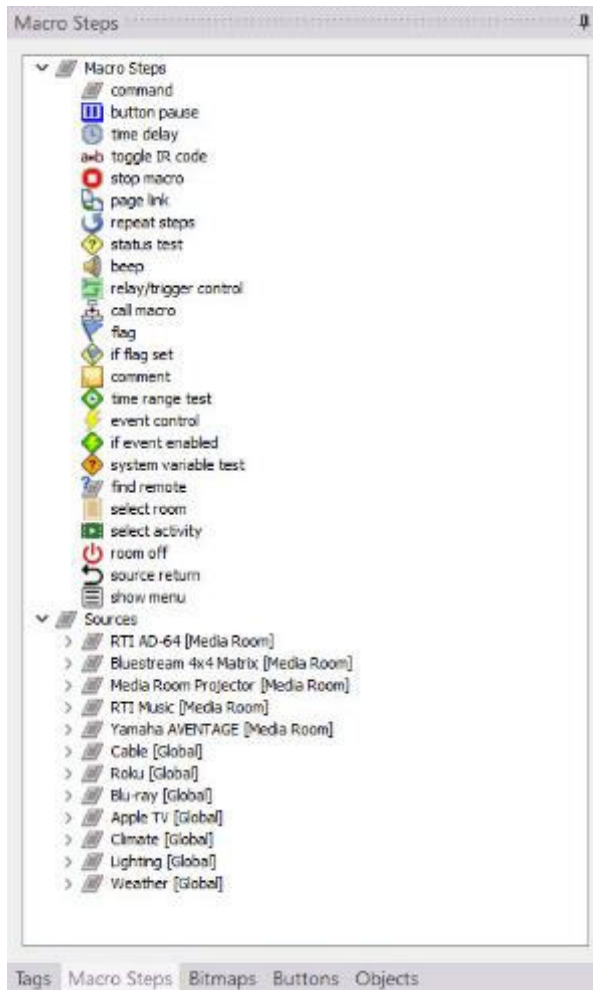 Macro Steps
Macro Steps
command
button pause
time delay
a»b toggle IR code
stop macro
page link
repeat steps
status test
beep
relay/trigger control
call macro
flag
if flag set
comment
time range test
event control
if event enabled
system variable test
find remote
select room
select activity
room off
source return
show menu
Sources
RTI AD-64 [Media Room]
Bluestream 4x4 Matrix [Media Room]
Media Room Projector [Media Room]
RTI Music [Media Room]
Yamaha AVENTAGE [Media Room]
Cable [Global]
Roku [Global]
Blu-ray [Global]
Apple TV [Global]
Climate [Global]
Lighting [Global]
Weather [Global]
Tags Macro Steps Bitmaps Buttons Objects